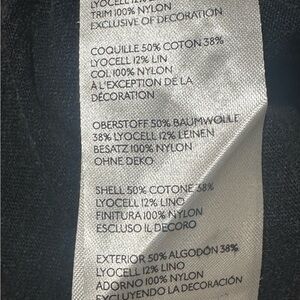 LYOCELL 12%
TRIM 100% NYLON
EXCLUSIVE OF DECORATION
COQUILLE 50% COTON 38%
LYOCELL 12% LIN
COL 100% NYLON
À L'EXCEPTION DE LA
DÉCORATION
OBERSTOFF 50% BAUMWOLLE
38% LYOCELL 12% LEINEN
BESATZ 100% NYLON
OHNE DEKO
SHELL 50% COTONE 38%
LYOCELL 12% LINO
FINITURA 100% NYLON
ESCLUSO IL DECORO
EXTERIOR 50% ALGODÓN 38%
LYOCELL 12% LINO
ADORNO 100% NYLON
EXCLUYENDO LA DECORACIÓN